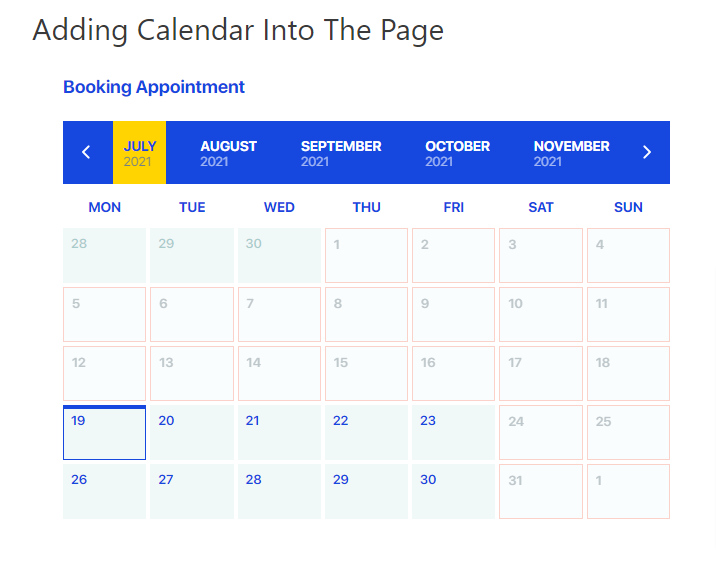 Adding Calendar Into The Page
Booking Appointment
JULY AUGUST SEPTEMBER OCTOBER NOVEMBER
2021 2021 2021 2021 2021
MON TUE WED THU FRI SAT SUN
28 29 30 1 2 3 4
5 6 7 8 9 10 11
12 13 14 15 16 17 18
19 20 21 22 23 24 25
26 27 28 29 30 31 1